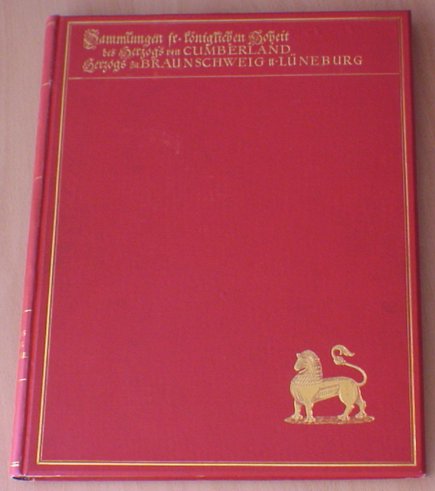 Sammlungen sr. königlichen Hoheit
des Herzogs von CUMBERLAND
Herzogs zu BRAUNSCHWEIG u. LÜNEBURG